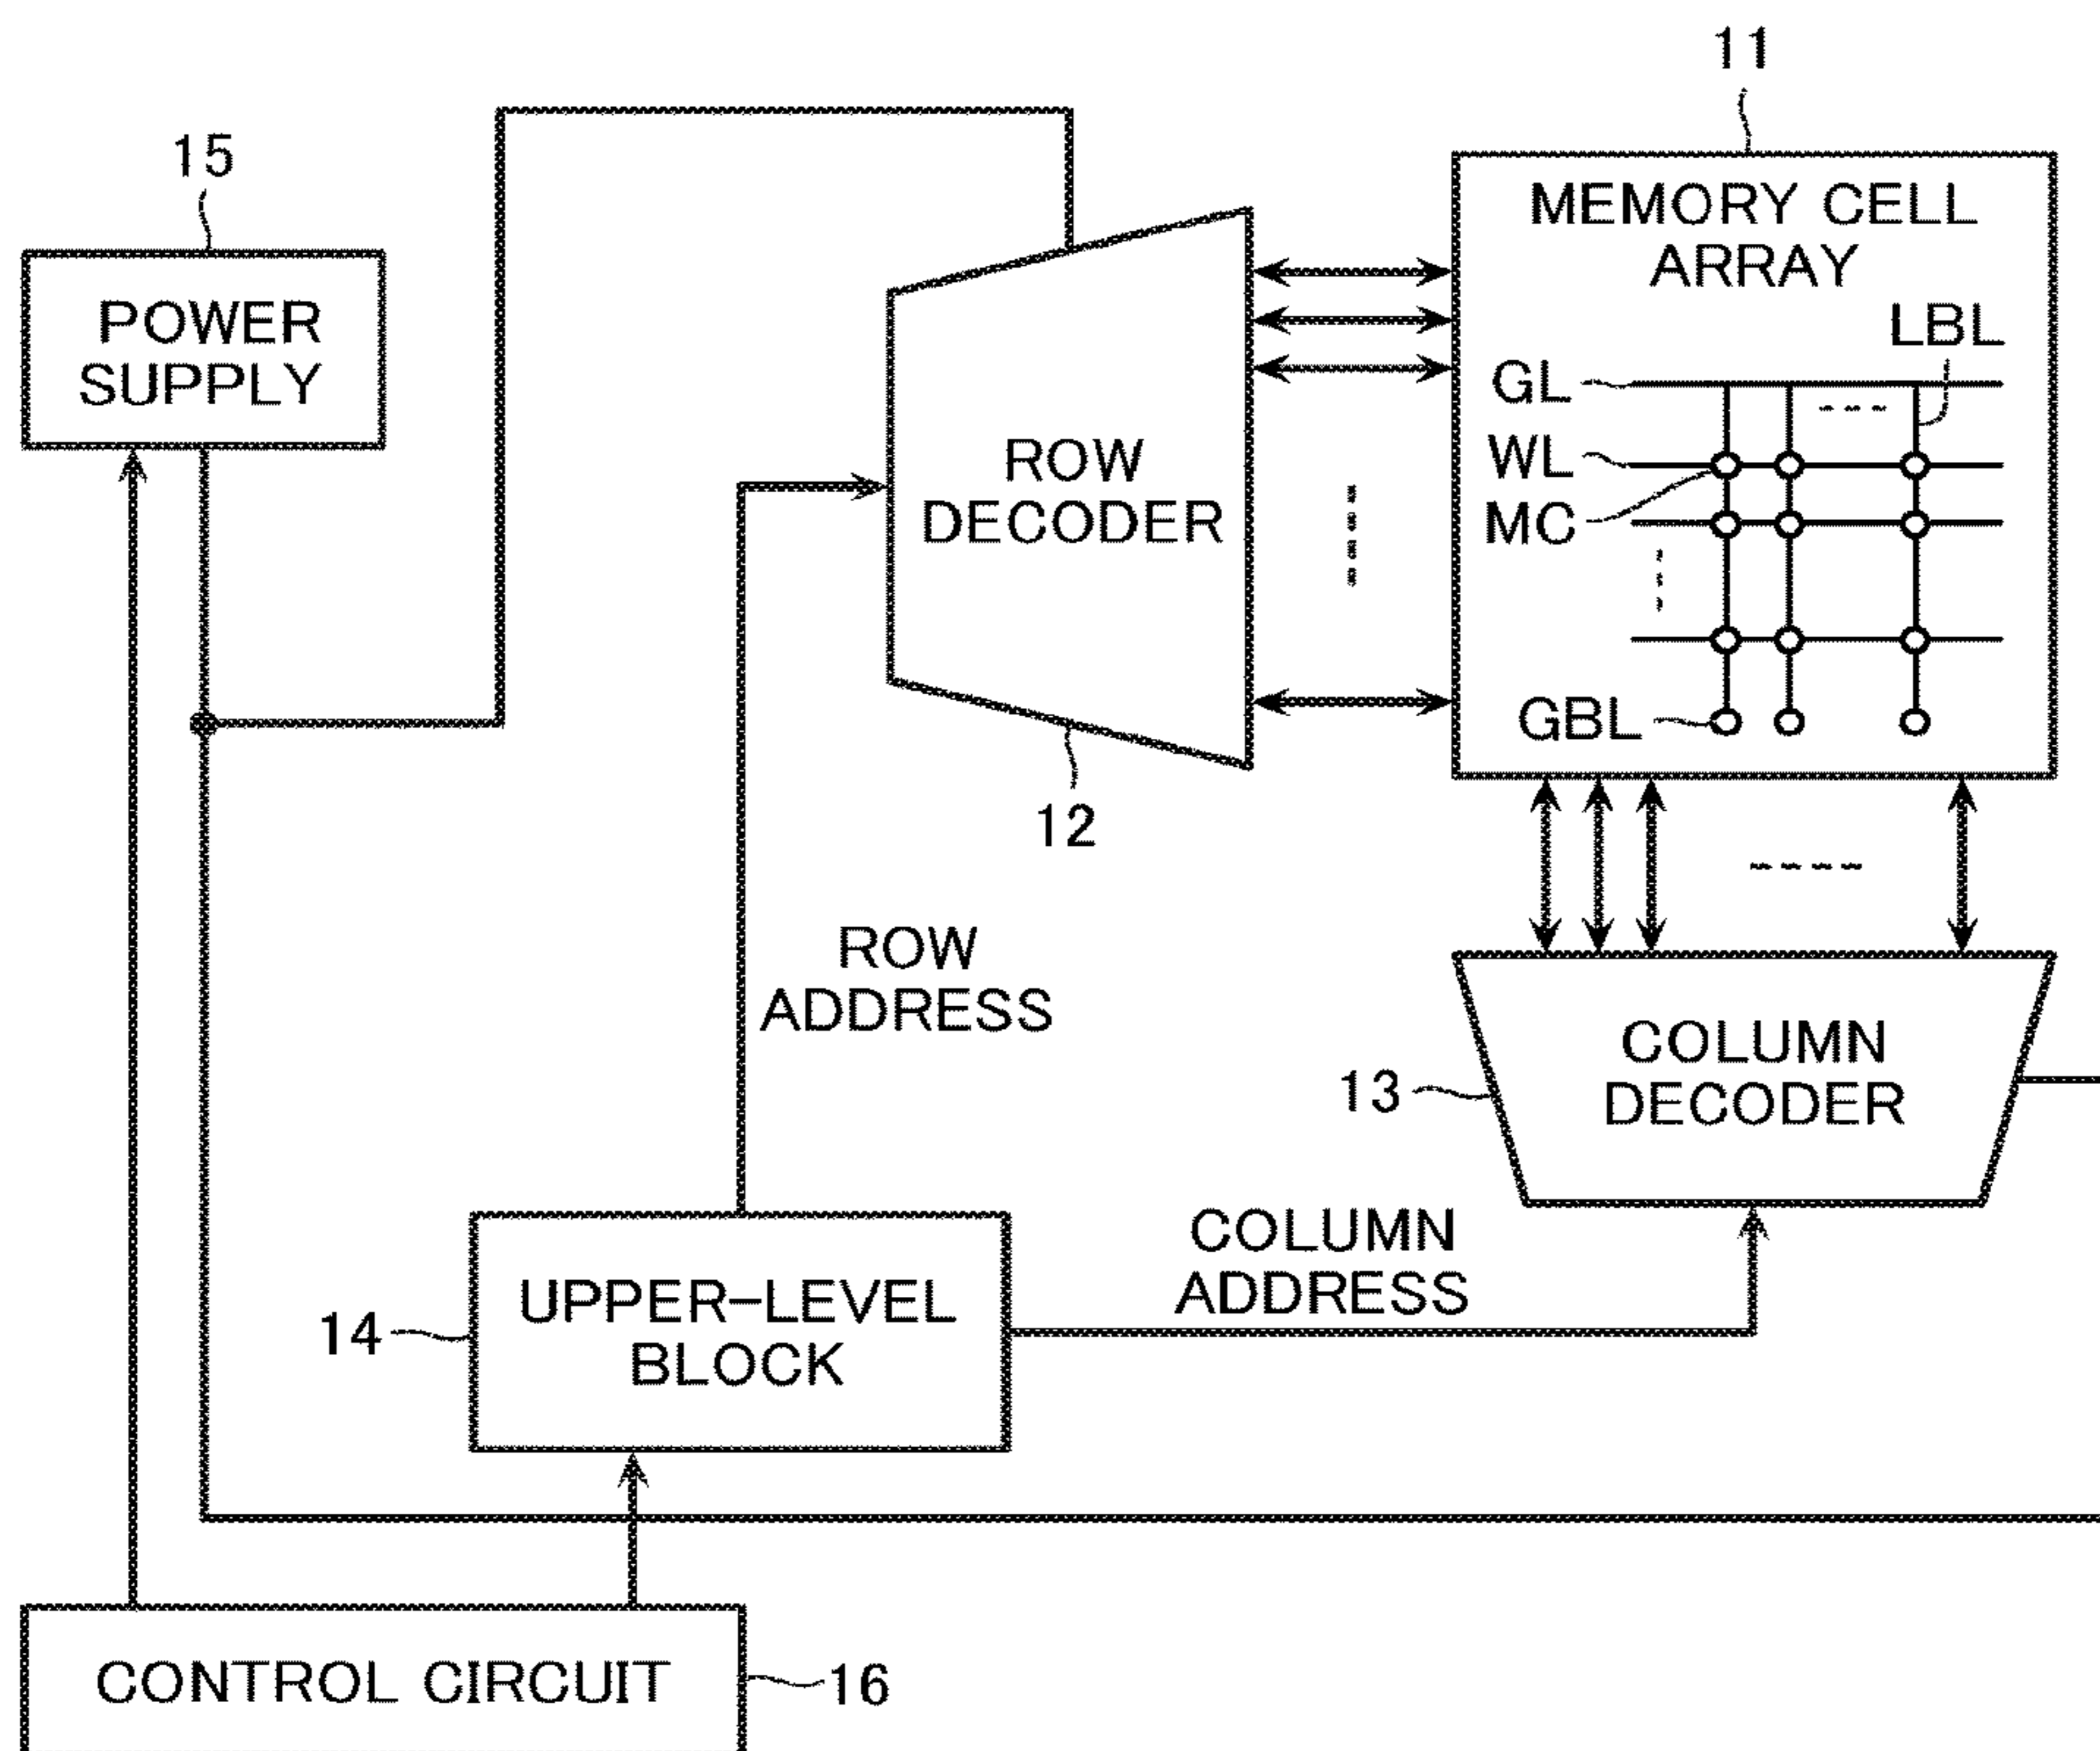 11
15
MEMORY CELL
ARRAY
POWER
SUPPLY
LBL
GL
WL
MC
GBL
ROW
DECODER
12
ROW
ADDRESS
COLUMN
DECODER
13
COLUMN
ADDRESS
UPPER-LEVEL
BLOCK
14
CONTROL CIRCUIT
16